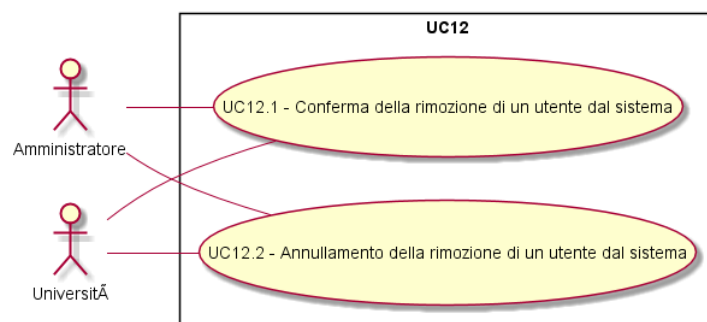 UC12
UC12.1 - Conferma della rimozione di un utente dal sistema
Amministratore
UC12.2 - Annullamento della rimozione di un utente dal sistema
UniversitÃ